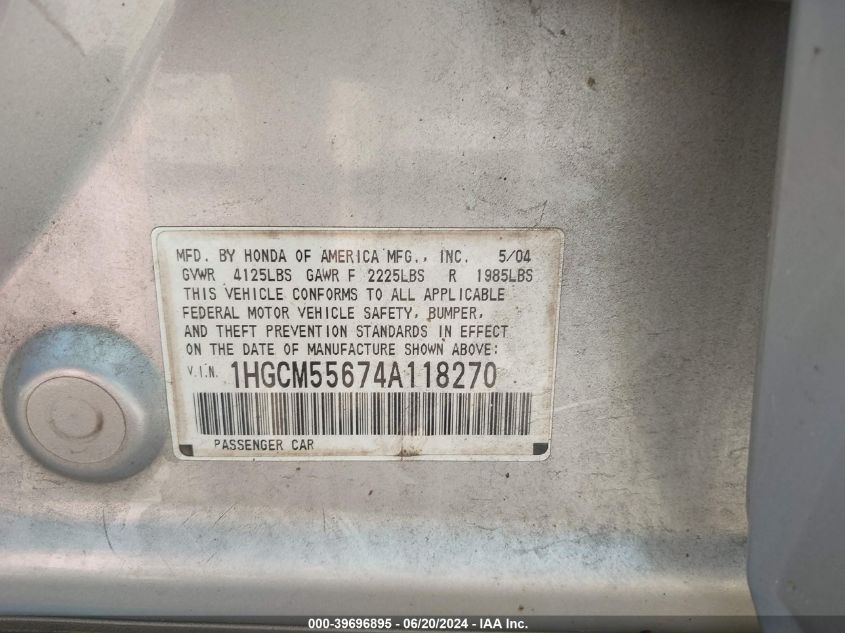 MFD. BY HONDA OF AMERICA MFG., INC. 5/04
GVWR 4125LBS GAWR F 2225LBS R 1985LBS
THIS VEHICLE CONFORMS TO ALL APPLICABLE
FEDERAL MOTOR VEHICLE SAFETY, BUMPER,
AND THEFT PREVENTION STANDARDS IN EFFECT
ON THE DATE OF MANUFACTURE SHOWN ABOVE:
V.I.N. 1HGCM55674A118270
PASSENGER CAR
000-39696895 - 06/20/2024 - IAA Inc.